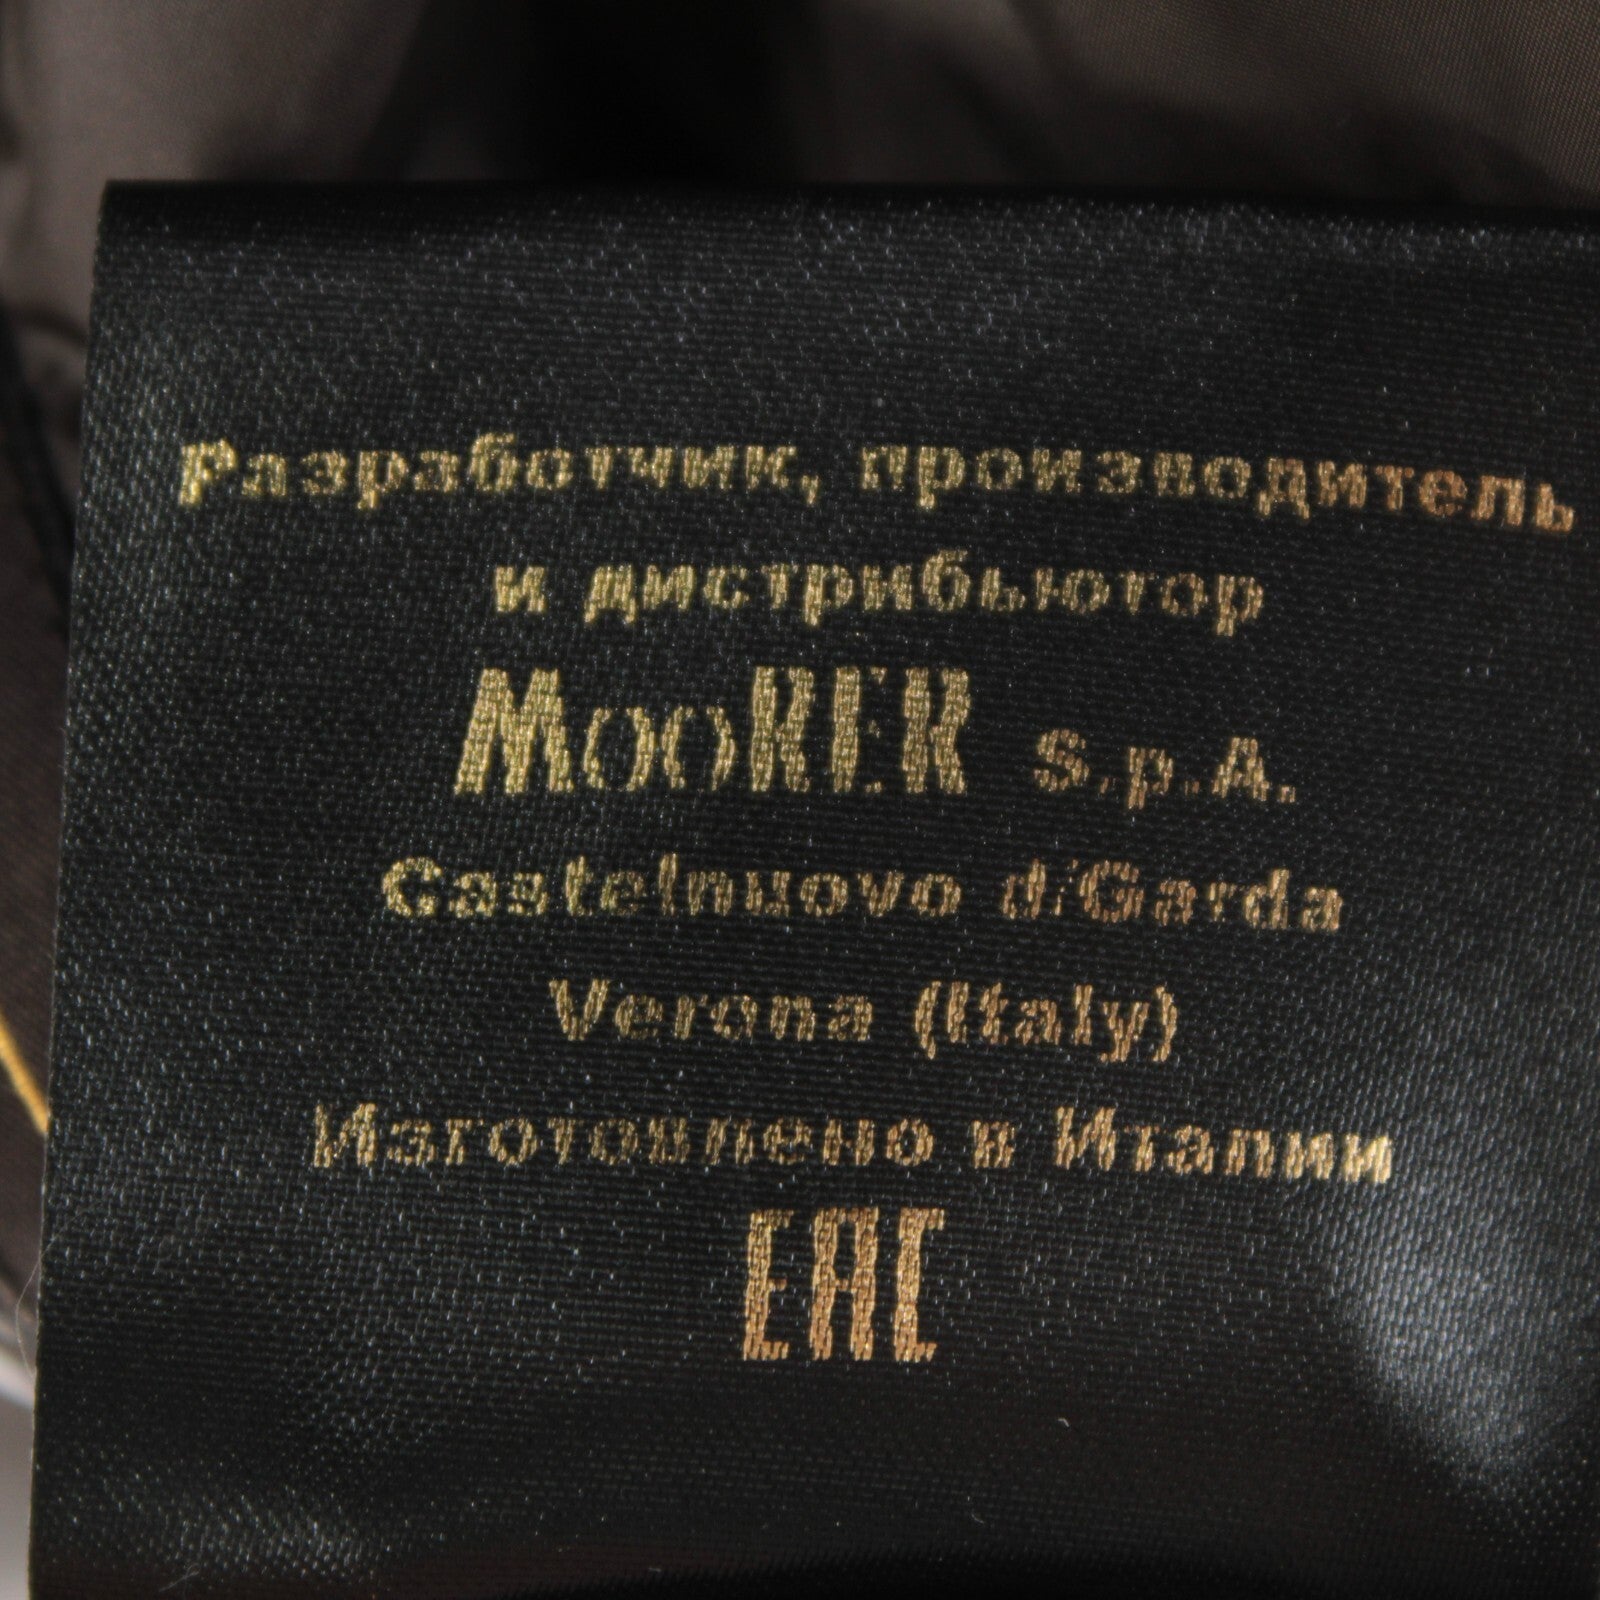 Разработчик, производитель
и дистрибьютор
MOORER S.p.A.
Castelnuovo d'Garda
Verona (Italy)
Изготовлено в Италии
EAC